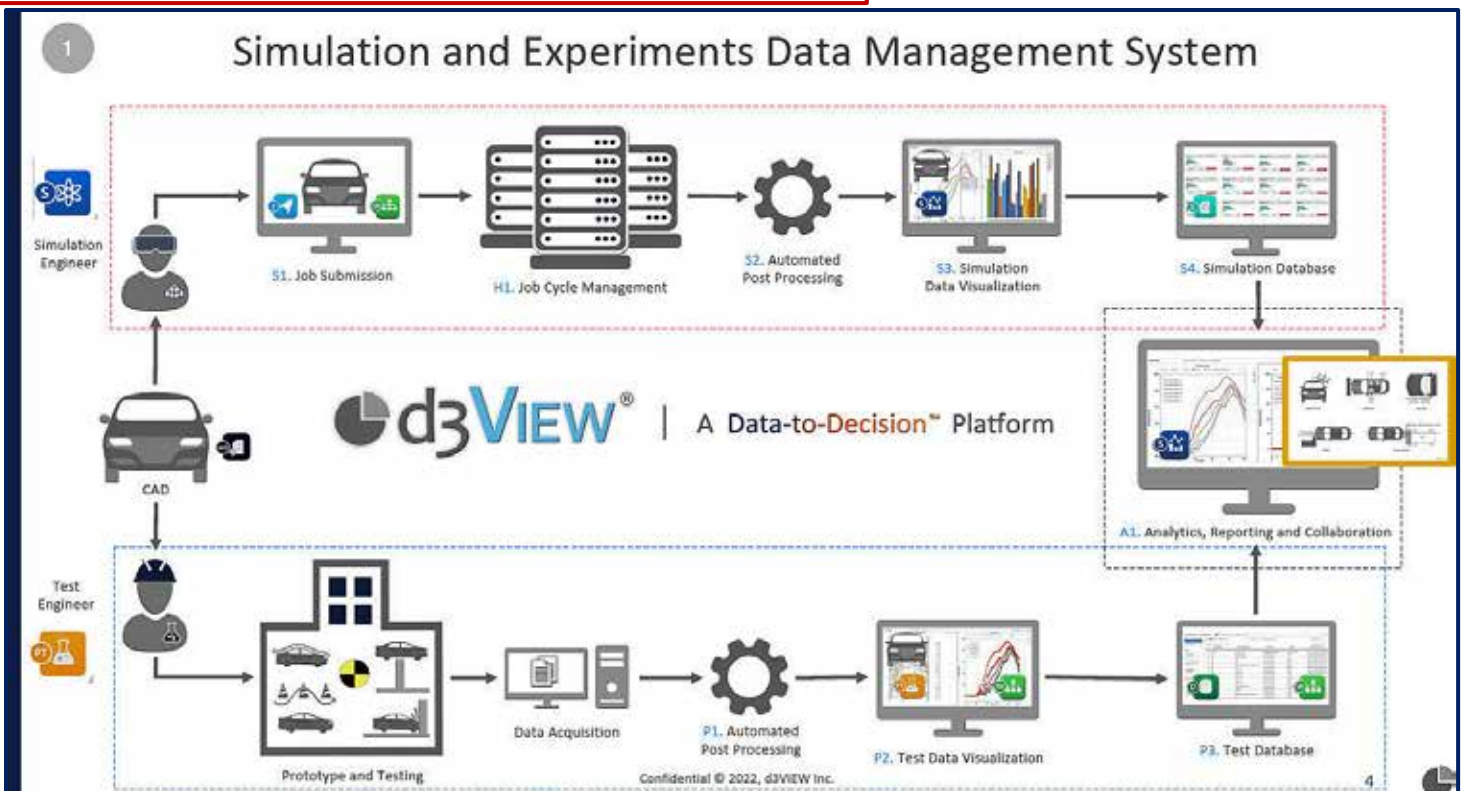 1
Simulation and Experiments Data Management System
S
Simulation
Engineer
S1. Job Submission
H1. Job Cycle Management
S2. Automated
Post Processing
S3. Simulation
Data Visualization
S4. Simulation Database
d3VIEW® | A Data-to-Decision™ Platform
CAD
A1. Analytics, Reporting and Collaboration
Test
Engineer
PT
Prototype and Testing
Data Acquisition
P1. Automated
Post Processing
P2. Test Data Visualization
P3. Test Database
Confidential © 2022, d3VIEW Inc.
4